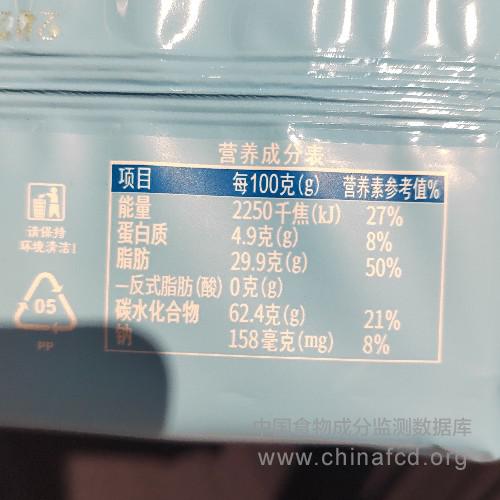 营养成分表
项目 每100克(g) 营养素参考值%
能量 2250千焦(kJ) 27%
蛋白质 4.9克(g) 8%
脂肪 29.9克(g) 50%
—反式脂肪(酸) 0克(g)
碳水化合物 62.4克(g) 21%
钠 158毫克(mg) 8%
请保持
环境清洁!
05
PP
中国食物成分监测数据库
www.chinafcd.org